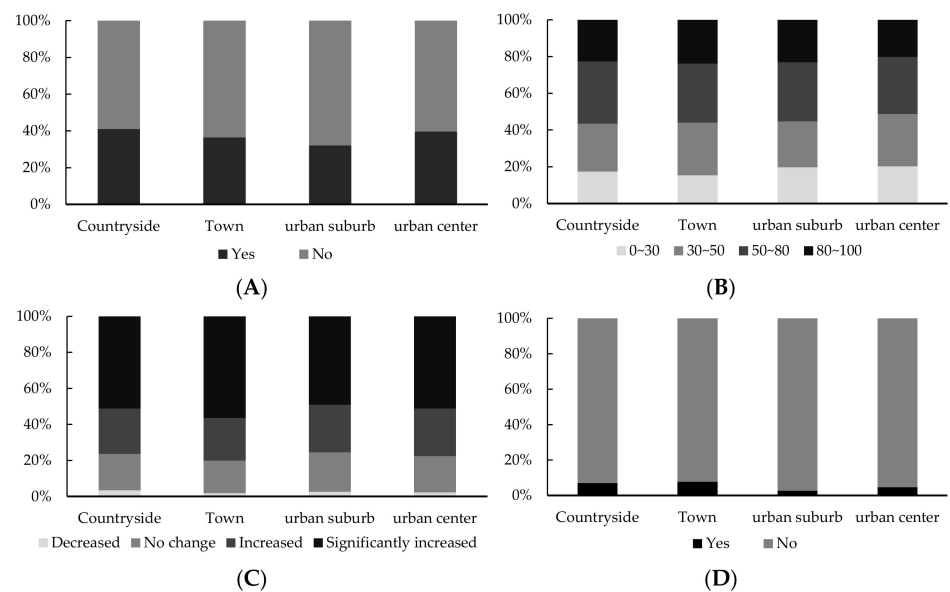 100%
80%
60%
40%
20%
0%
Countryside Town urban suburb urban center
Yes No
(A)
100%
80%
60%
40%
20%
0%
Countryside Town urban suburb urban center
0~30 30~50 50~80 80~100
(B)
100%
80%
60%
40%
20%
0%
Countryside Town urban suburb urban center
Decreased No change Increased Significantly increased
(C)
100%
80%
60%
40%
20%
0%
Countryside Town urban suburb urban center
Yes No
(D)